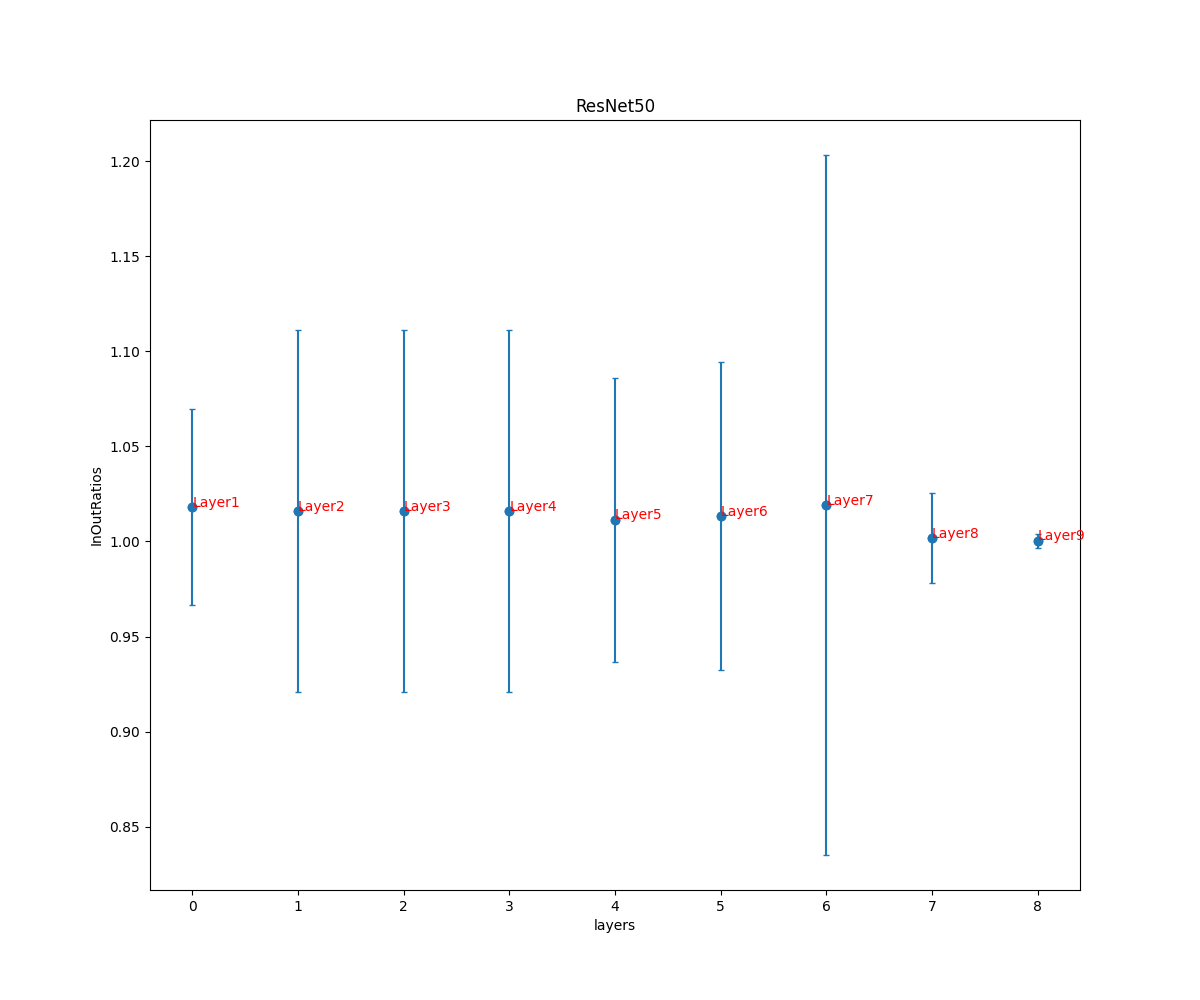 ResNet50
1.20
1.15
1.10
1.05
1.00
0.95
0.90
0.85
InOutRatios
Layer1
Layer2
Layer3
Layer4
Layer5
Layer6
Layer7
Layer8
Layer9
0 1 2 3 4 5 6 7 8
layers